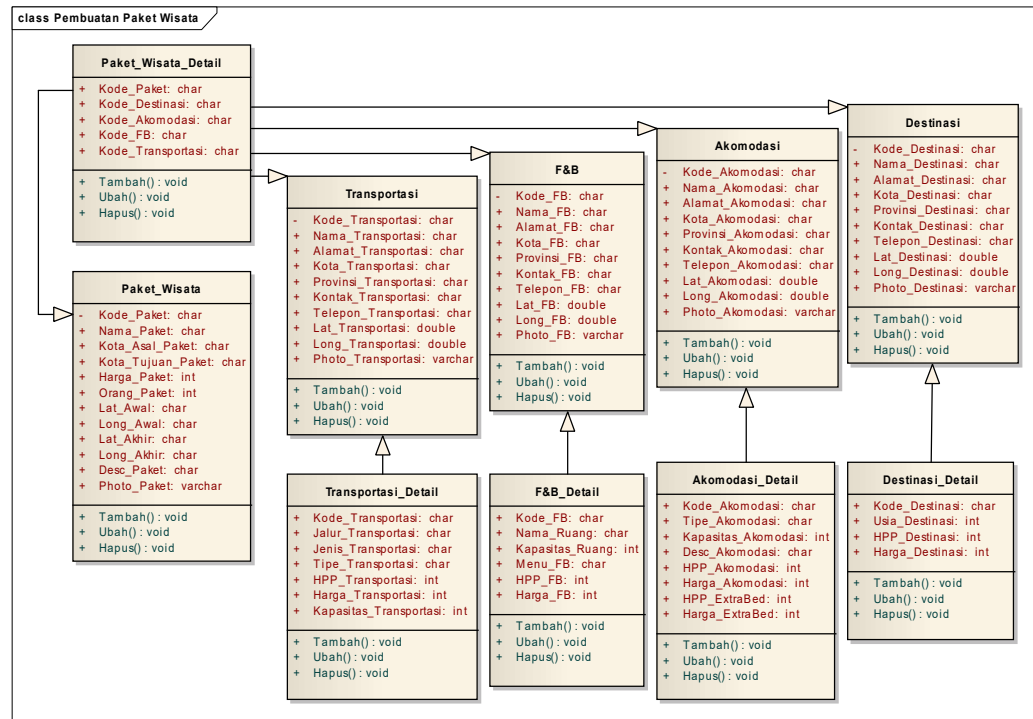 class Pembuatan Paket Wisata
Paket_Wisata_Detail
+ Kode_Paket: char
+ Kode_Destinasi: char
+ Kode_Akomodasi: char
+ Kode_FB: char
+ Kode_Transportasi: char
+ Tambah() : void
+ Ubah() : void
+ Hapus() : void
Paket_Wisata
- Kode_Paket: char
+ Nama_Paket: char
+ Kota_Asal_Paket: char
+ Kota_Tujuan_Paket: char
+ Harga_Paket: int
+ Orang_Paket: int
+ Lat_Awal: char
+ Long_Awal: char
+ Lat_Akhir: char
+ Long_Akhir: char
+ Desc_Paket: char
+ Photo_Paket: varchar
+ Tambah() : void
+ Ubah() : void
+ Hapus() : void
Transportasi
- Kode_Transportasi: char
+ Nama_Transportasi: char
+ Alamat_Transportasi: char
+ Kota_Transportasi: char
+ Provinsi_Transportasi: char
+ Kontak_Transportasi: char
+ Telepon_Transportasi: char
+ Lat_Transportasi: double
+ Long_Transportasi: double
+ Photo_Transportasi: varchar
+ Tambah() : void
+ Ubah() : void
+ Hapus() : void
F&B
- Kode_FB: char
+ Nama_FB: char
+ Alamat_FB: char
+ Kota_FB: char
+ Provinsi_FB: char
+ Kontak_FB: char
+ Telepon_FB: char
+ Lat_FB: double
+ Long_FB: double
+ Photo_FB: varchar
+ Tambah() : void
+ Ubah() : void
+ Hapus() : void
Akomodasi
- Kode_Akomodasi: char
+ Nama_Akomodasi: char
+ Alamat_Akomodasi: char
+ Kota_Akomodasi: char
+ Provinsi_Akomodasi: char
+ Kontak_Akomodasi: char
+ Telepon_Akomodasi: char
+ Lat_Akomodasi: double
+ Long_Akomodasi: double
+ Photo_Akomodasi: varchar
+ Tambah() : void
+ Ubah() : void
+ Hapus() : void
Destinasi
- Kode_Destinasi: char
+ Nama_Destinasi: char
+ Alamat_Destinasi: char
+ Kota_Destinasi: char
+ Provinsi_Destinasi: char
+ Kontak_Destinasi: char
+ Telepon_Destinasi: char
+ Lat_Destinasi: double
+ Long_Destinasi: double
+ Photo_Destinasi: varchar
+ Tambah() : void
+ Ubah() : void
+ Hapus() : void
Transportasi_Detail
+ Kode_Transportasi: char
+ Jalur_Transportasi: char
+ Jenis_Transportasi: char
+ Tipe_Transportasi: char
+ HPP_Transportasi: int
+ Harga_Transportasi: int
+ Kapasitas_Transportasi: int
+ Tambah() : void
+ Ubah() : void
+ Hapus() : void
F&B_Detail
+ Kode_FB: char
+ Nama_Ruang: char
+ Kapasitas_Ruang: int
+ Menu_FB: char
+ HPP_FB: int
+ Harga_FB: int
+ Tambah() : void
+ Ubah() : void
+ Hapus() : void
Akomodasi_Detail
+ Kode_Akomodasi: char
+ Tipe_Akomodasi: char
+ Kapasitas_Akomodasi: int
+ Desc_Akomodasi: char
+ HPP_Akomodasi: int
+ Harga_Akomodasi: int
+ HPP_ExtraBed: int
+ Harga_ExtraBed: int
+ Tambah() : void
+ Ubah() : void
+ Hapus() : void
Destinasi_Detail
+ Kode_Destinasi: char
+ Usia_Destinasi: int
+ HPP_Destinasi: int
+ Harga_Destinasi: int
+ Tambah() : void
+ Ubah() : void
+ Hapus() : void